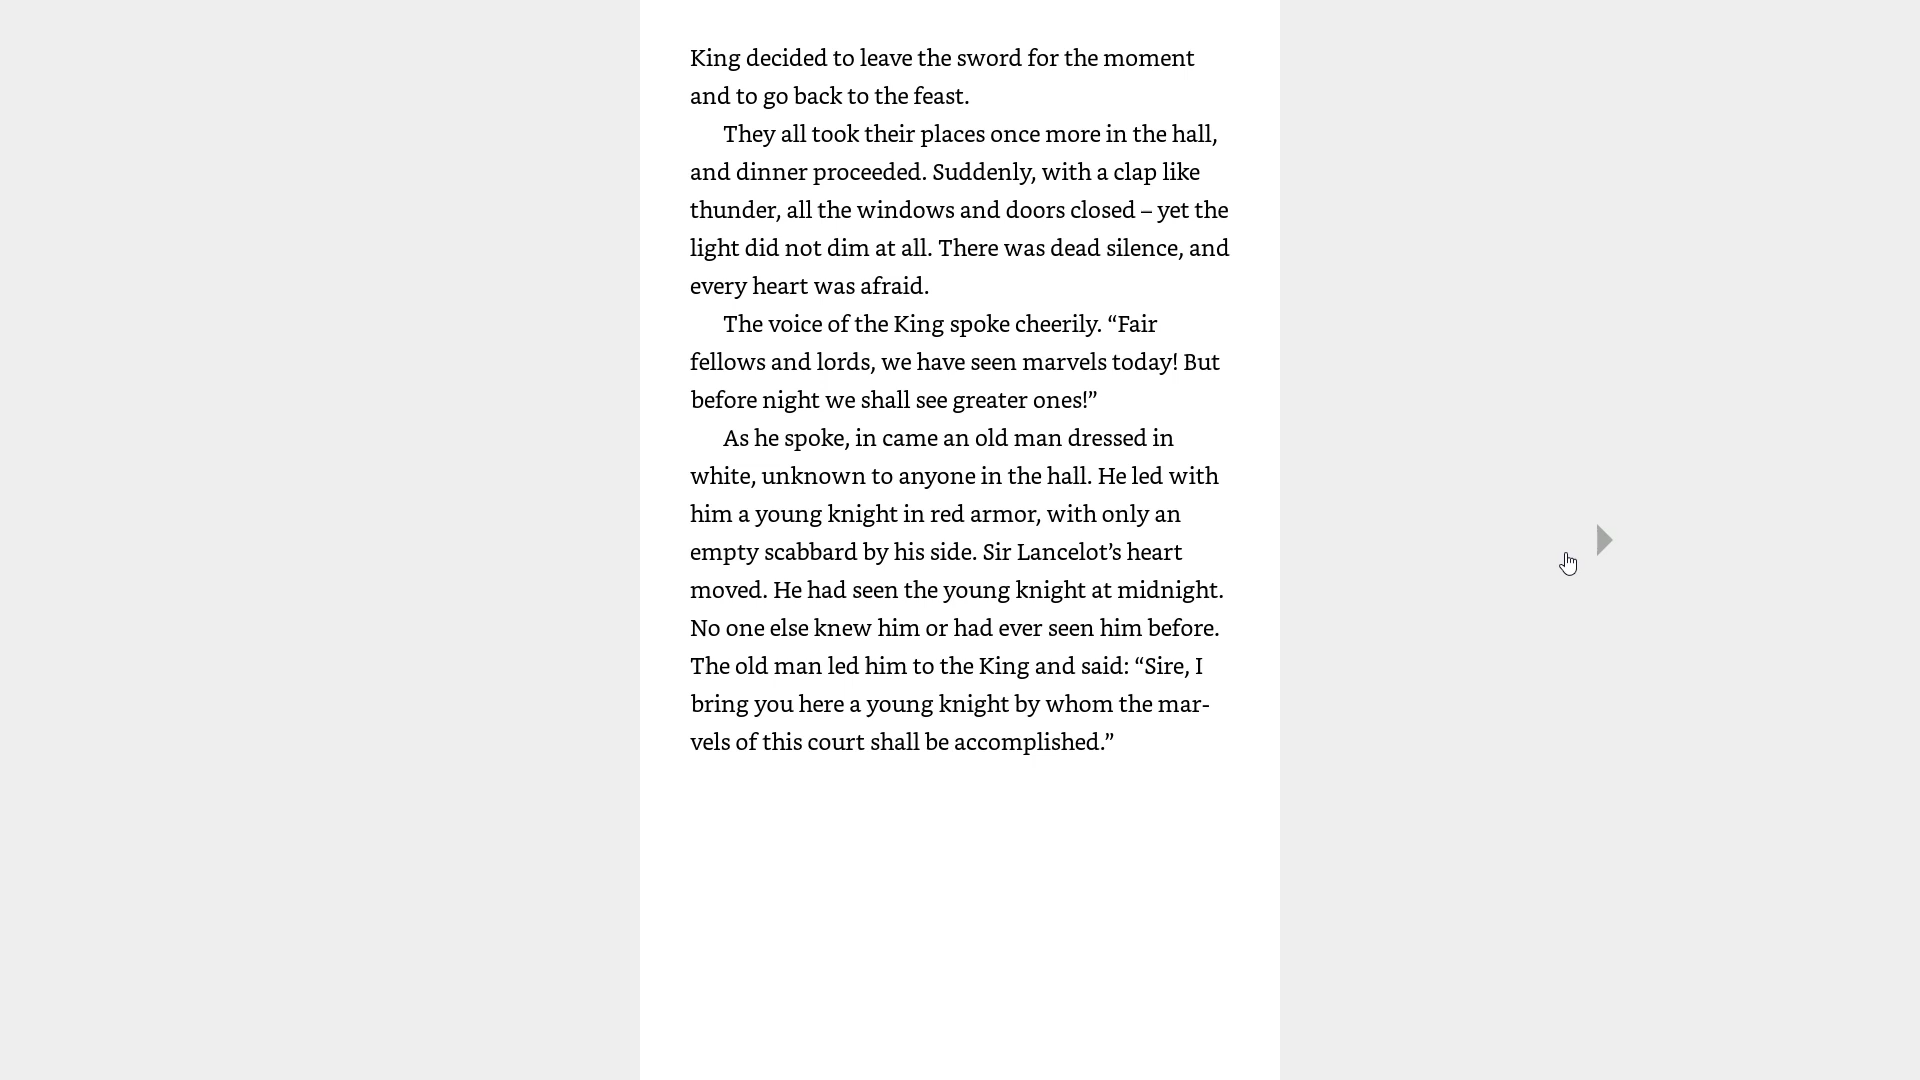 King decided to leave the sword for the moment
and to go back to the feast.
They all took their places once more in the hall,
and dinner proceeded. Suddenly, with a clap like
thunder, all the windows and doors closed – yet the
light did not dim at all. There was dead silence, and
every heart was afraid.
The voice of the King spoke cheerily. “Fair
fellows and lords, we have seen marvels today! But
before night we shall see greater ones!”
As he spoke, in came an old man dressed in
white, unknown to anyone in the hall. He led with
him a young knight in red armor, with only an
empty scabbard by his side. Sir Lancelot’s heart
moved. He had seen the young knight at midnight.
No one else knew him or had ever seen him before.
The old man led him to the King and said: “Sire, I
bring you here a young knight by whom the mar-
vels of this court shall be accomplished.”